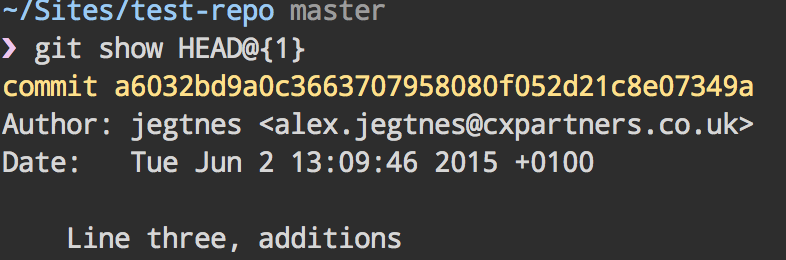 ~/Sites/test-repo master
❯ git show HEAD@{1}
commit a6032bd9a0c3663707958080f052d21c8e07349a
Author: jegtnes <alex.jegtnes@cxpartners.co.uk>
Date:   Tue Jun 2 13:09:46 2015 +0100

    Line three, additions